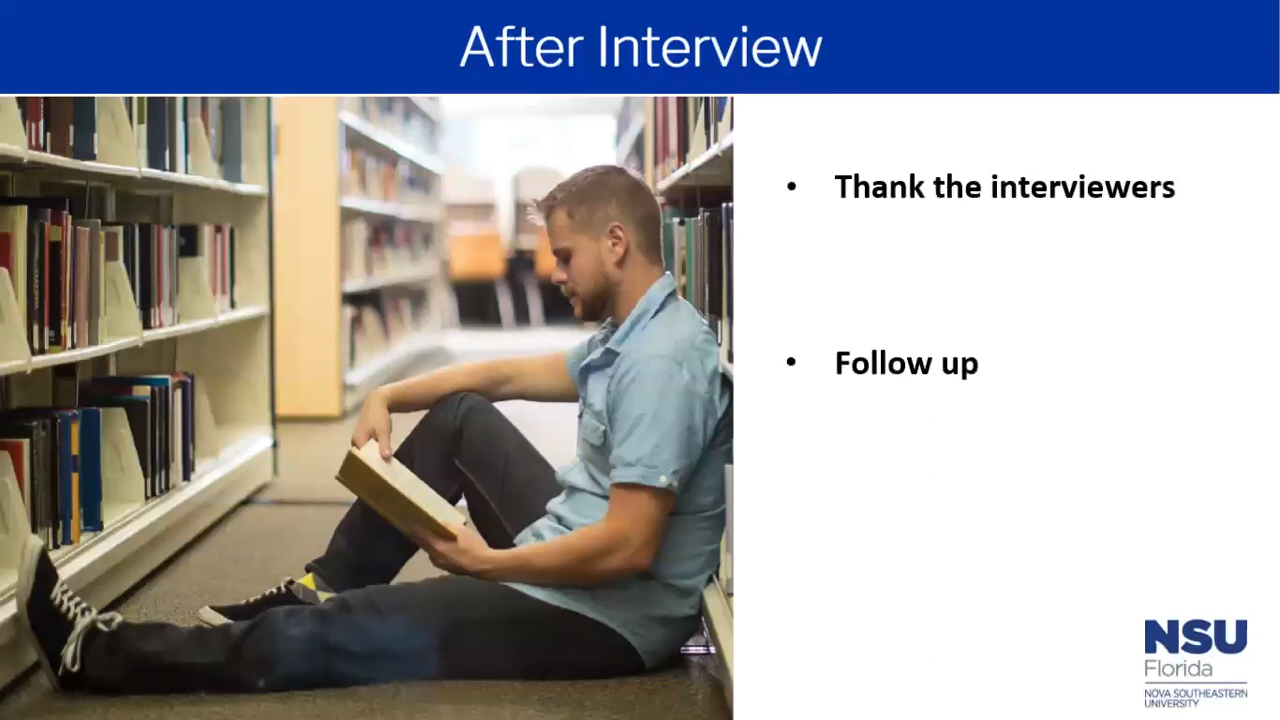 After Interview
• Thank the interviewers
• Follow up
NSU
Florida
NOVA SOUTHEASTERN
UNIVERSITY